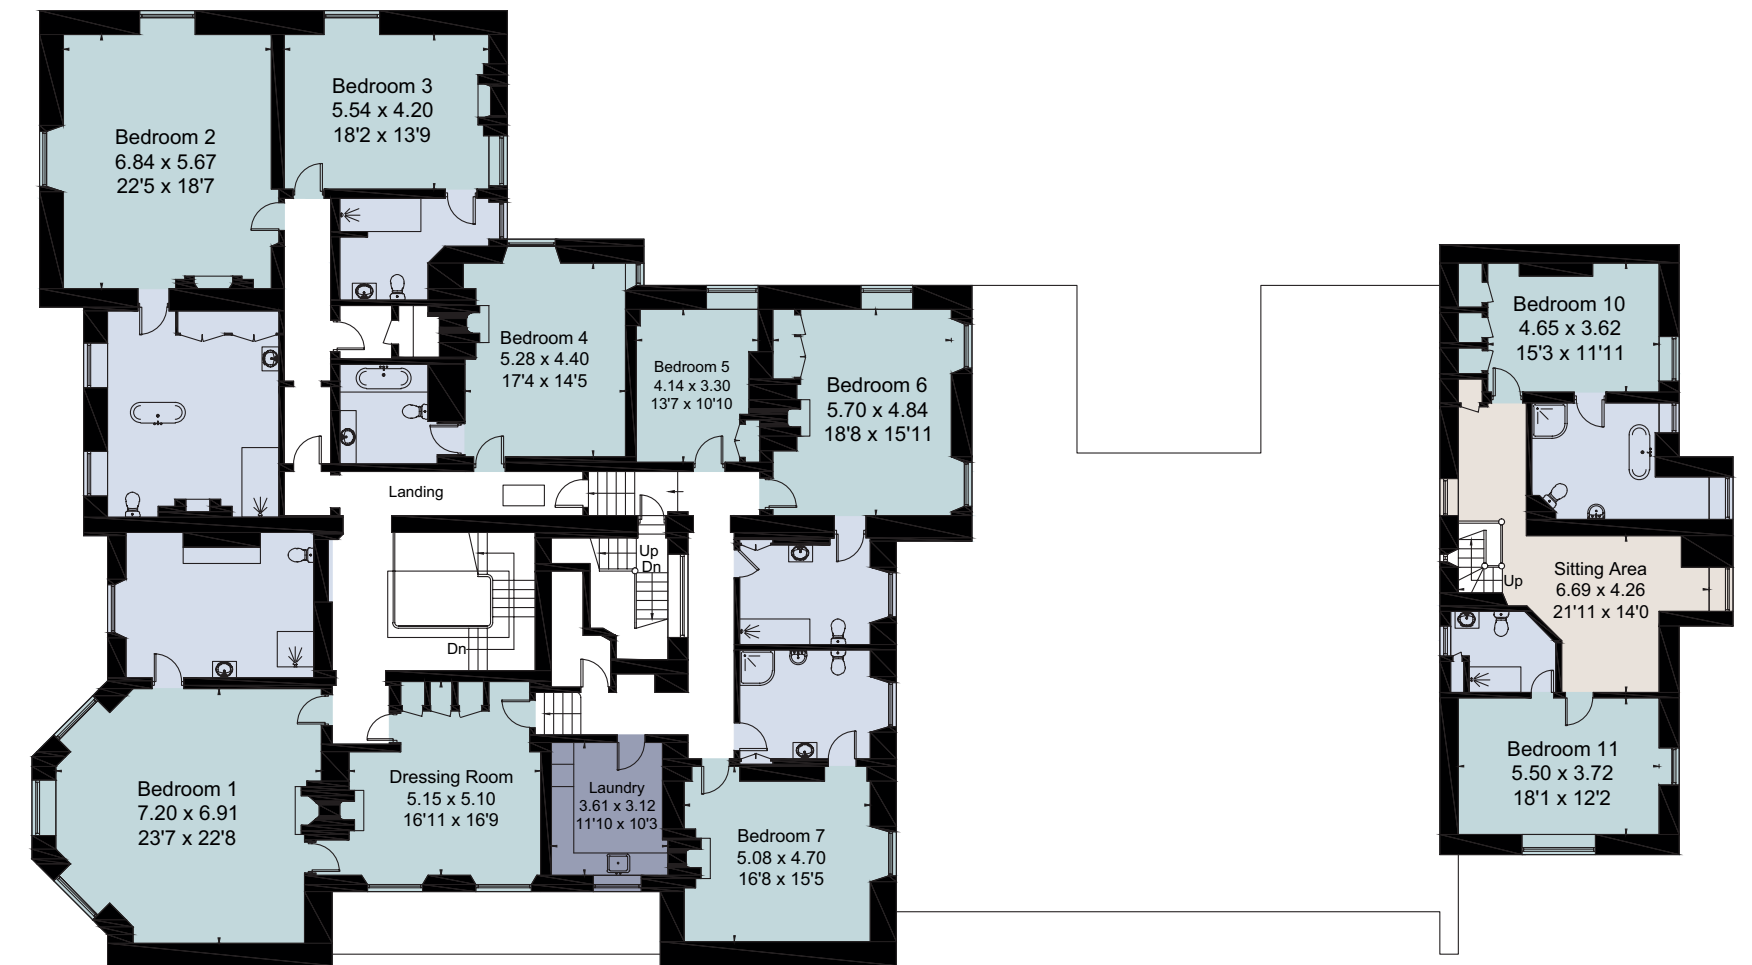 Bedroom 2
6.84 x 5.67
22'5 x 18'7
Bedroom 3
5.54 x 4.20
18'2 x 13'9
Bedroom 4
5.28 x 4.40
17'4 x 14'5
Bedroom 5
4.14 x 3.30
13'7 x 10'10
Bedroom 6
5.70 x 4.84
18'8 x 15'11
Bedroom 10
4.65 x 3.62
15'3 x 11'11
Landing
Up
Dn
Dn
Up
Sitting Area
6.69 x 4.26
21'11 x 14'0
Bedroom 1
7.20 x 6.91
23'7 x 22'8
Dressing Room
5.15 x 5.10
16'11 x 16'9
Laundry
3.61 x 3.12
11'10 x 10'3
Bedroom 7
5.08 x 4.70
16'8 x 15'5
Bedroom 11
5.50 x 3.72
18'1 x 12'2